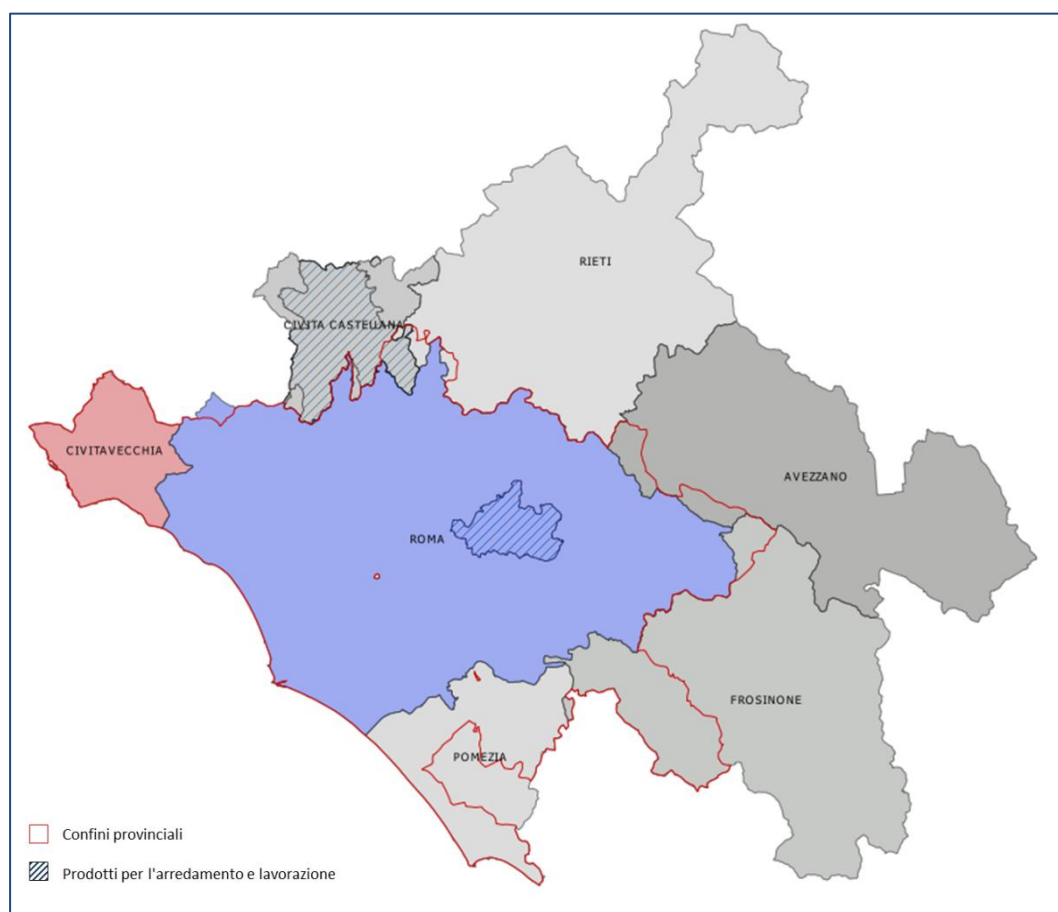 RIETI
CIVITA CASTELLANA
CIVITAVECCHIA
AVEZZANO
ROMA
FROSINONE
POMEZIA
Confini provinciali
Prodotti per l'arredamento e lavorazione